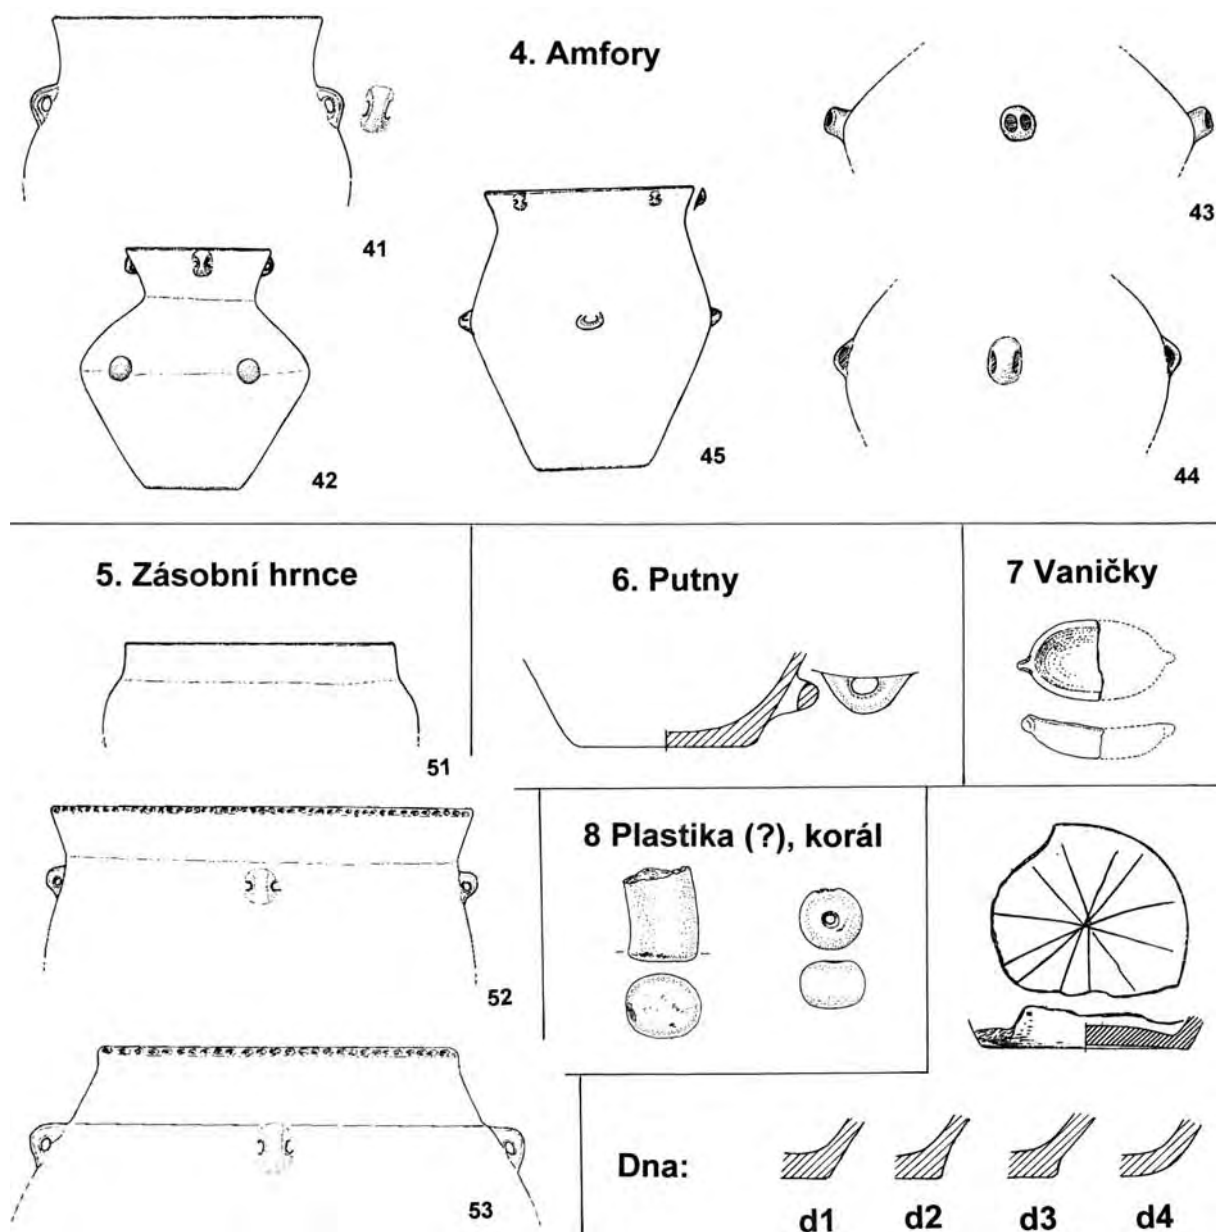 4. Amfory
41
42
45
43
44
5. Zásobní hrnce
51
52
53
6. Putny
7 Vaničky
8 Plastika (?), korál
Dna:
d1 d2 d3 d4